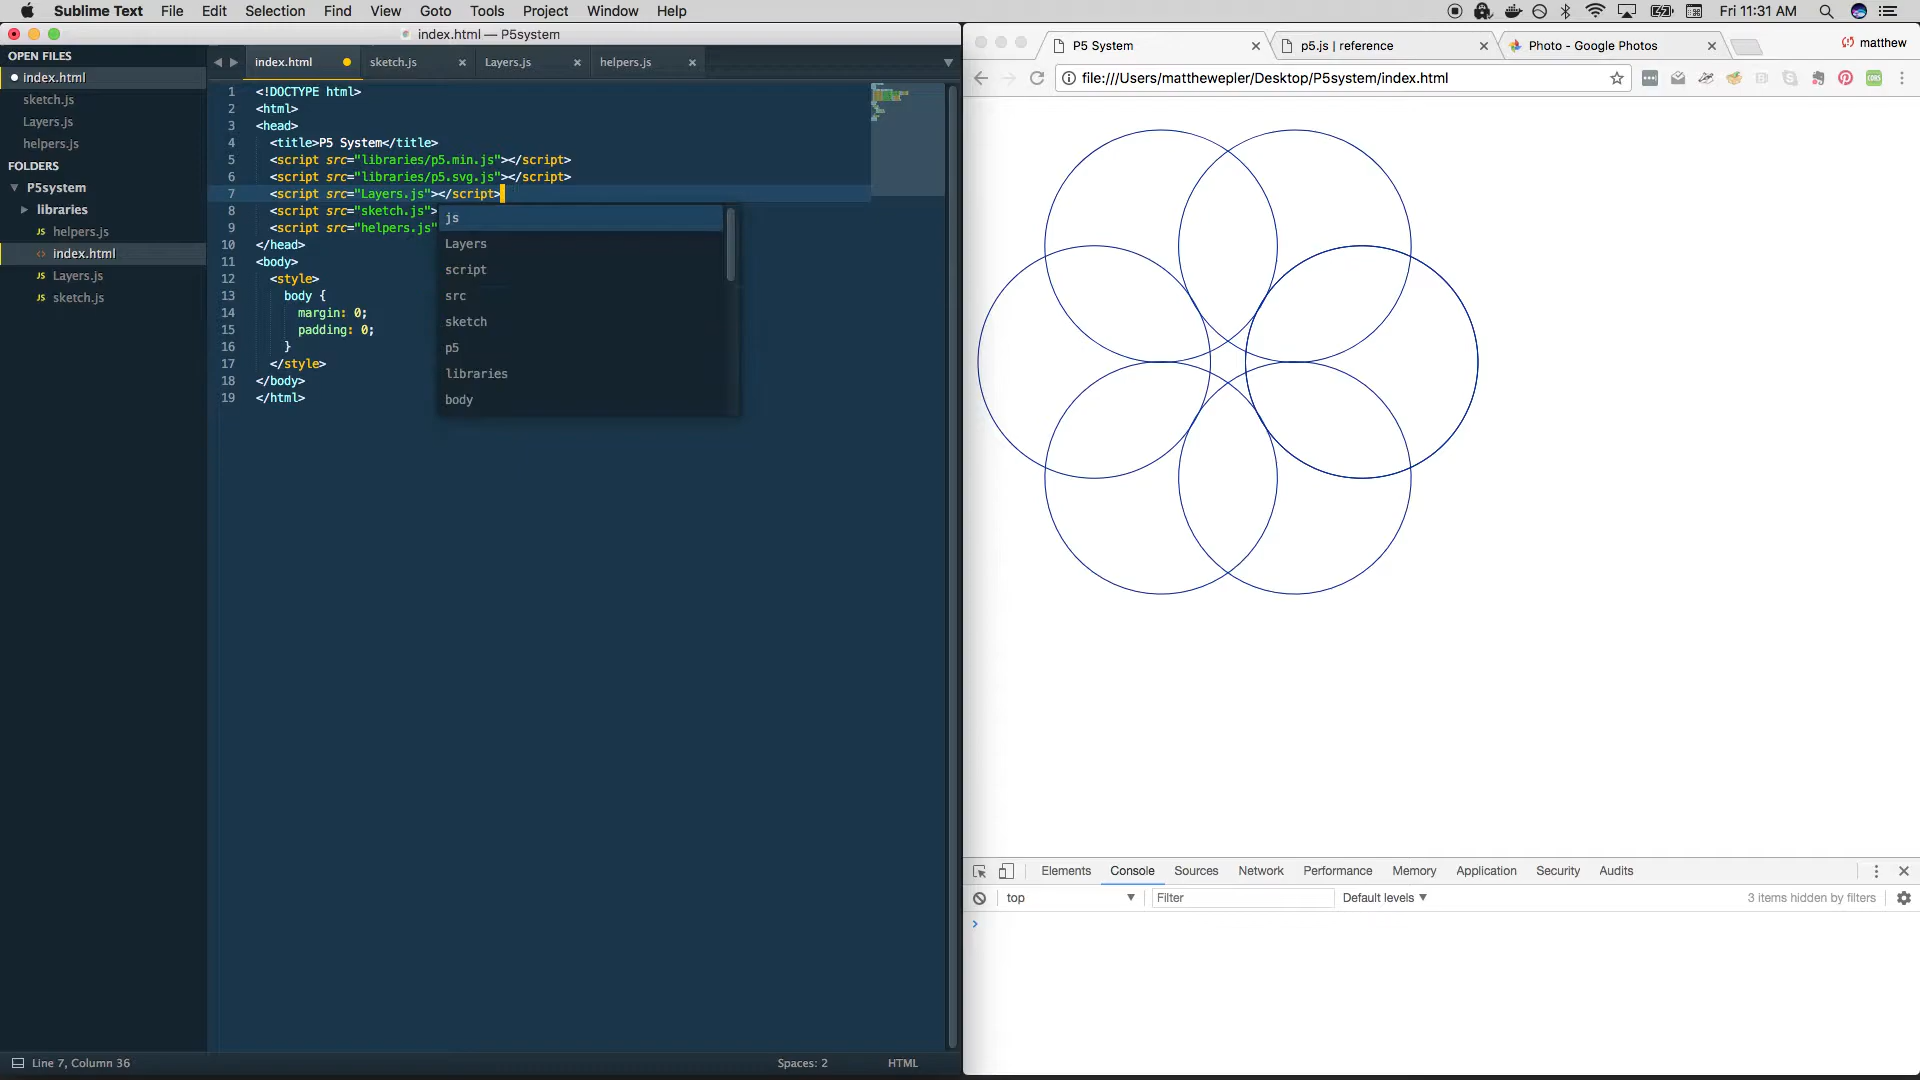 Sublime Text File Edit Selection Find View Goto Tools Project Window Help Fri 11:31 AM
index.html — P5system
OPEN FILES
index.html
sketch.js
Layers.js
helpers.js
FOLDERS
P5system
libraries
helpers.js
index.html
Layers.js
sketch.js
index.html sketch.js Layers.js helpers.js
1 <!DOCTYPE html>
2 <html>
3 <head>
4 <title>P5 System</title>
5 <script src="libraries/p5.min.js"></script>
6 <script src="libraries/p5.svg.js"></script>
7 <script src="Layers.js"></script>
8 <script src="sketch.js">
9 <script src="helpers.js"
10 </head>
11 <body>
12 <style>
13 body {
14 margin: 0;
15 padding: 0;
16 }
17 </style>
18 </body>
19 </html>
js
Layers
script
src
sketch
p5
libraries
body
Line 7, Column 36 Spaces: 2 HTML
P5 System p5.js | reference Photo - Google Photos matthew
file:///Users/matthewepler/Desktop/P5system/index.html
Elements Console Sources Network Performance Memory Application Security Audits
top Filter Default levels 3 items hidden by filters